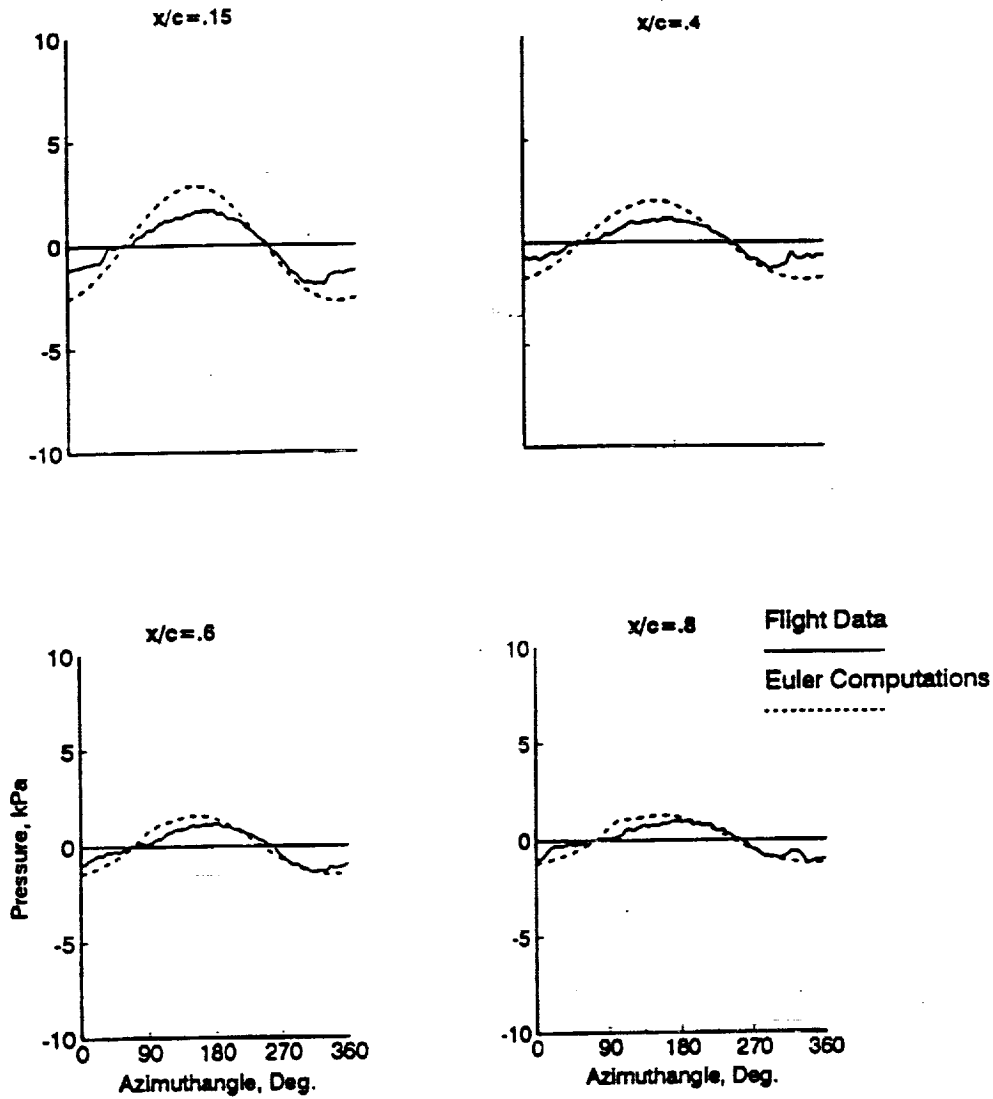 x/c=.15
x/c=.4
10
5
0
-5
-10
x/c=.6
x/c=.8
Flight Data
Euler Computations
10
5
0
-5
-10
Pressure, kPa
0 90 180 270 360
Azimuthangle, Deg.
10
5
0
-5
-10
0 90 180 270 360
Azimuthangle, Deg.